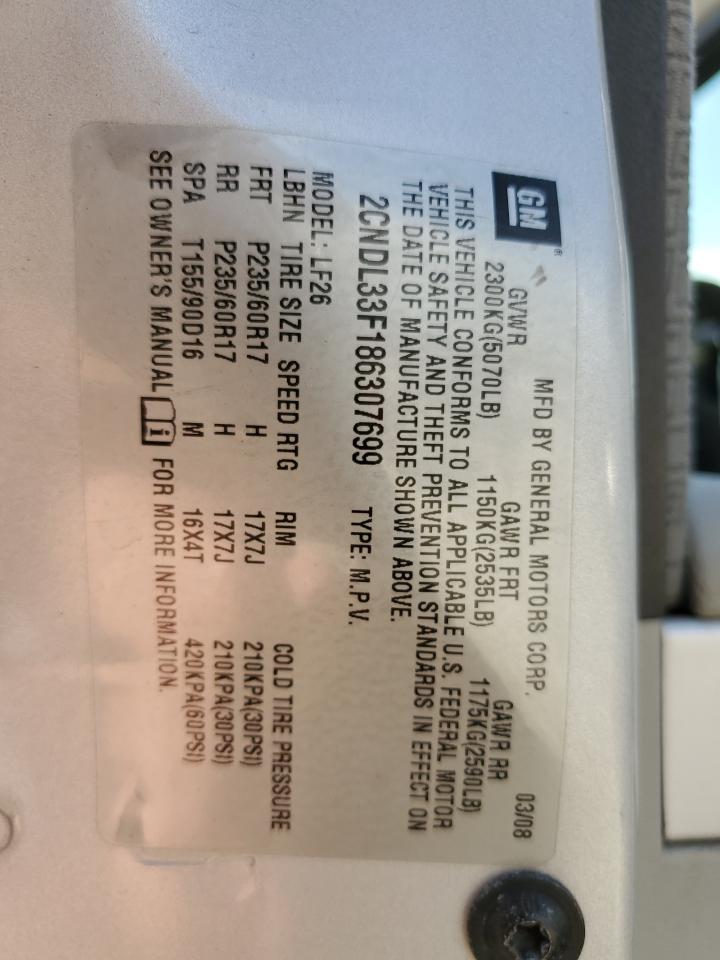 GM®
MFD BY GENERAL MOTORS CORP. 03/08
GVWR GAWR FRT GAWR RR
2300KG(5070LB) 1150KG(2535LB) 1175KG(2590LB)
THIS VEHICLE CONFORMS TO ALL APPLICABLE U.S. FEDERAL MOTOR
VEHICLE SAFETY AND THEFT PREVENTION STANDARDS IN EFFECT ON
THE DATE OF MANUFACTURE SHOWN ABOVE.
2CNDL33F186307699 TYPE: M.P.V.
MODEL: LF26
LBHN TIRE SIZE SPEED RTG RIM COLD TIRE PRESSURE
FRT P235/60R17 H 17X7J 210KPA(30PSI)
RR P235/60R17 H 17X7J 210KPA(30PSI)
SPA T155/90D16 M 16X4T 420KPA(60PSI)
SEE OWNER'S MANUAL i FOR MORE INFORMATION.